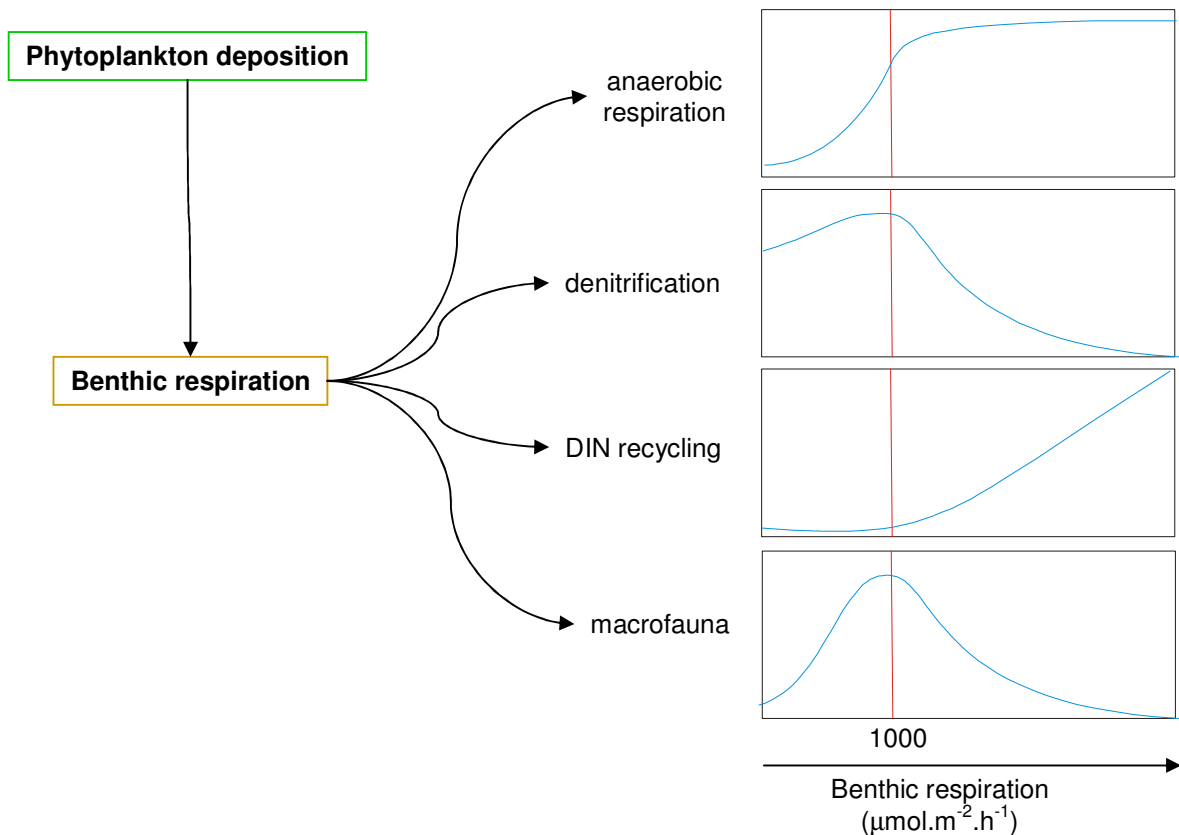 Phytoplankton deposition
anaerobic
respiration
denitrification
Benthic respiration
DIN recycling
macrofauna
1000
Benthic respiration
(μmol.m⁻².h⁻¹)